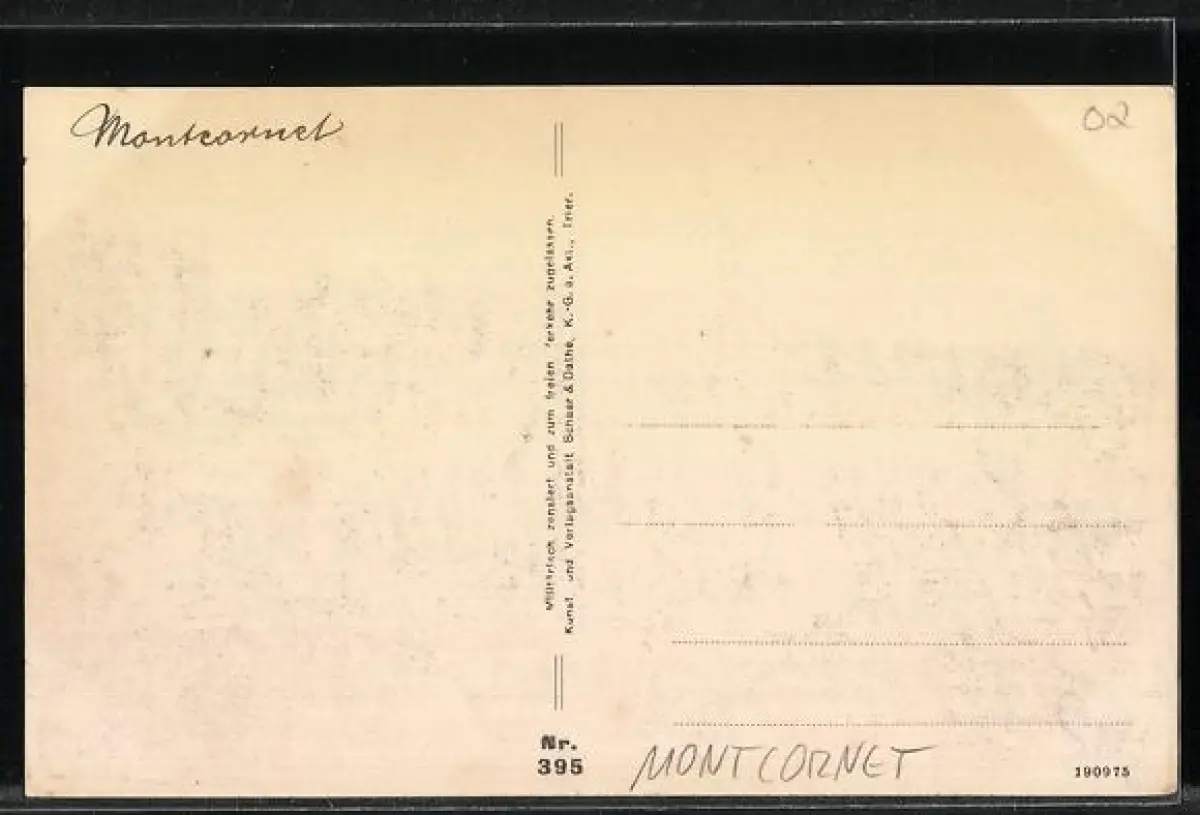 Montcornet
02
Militärisch zensiert und zum freien Verkehr zugelassen.
Kunst und Verlagsanstalt Schaar & Dathe, K.-G. a. Akt., Trier.
Nr.
395
MONTCORNET
190975